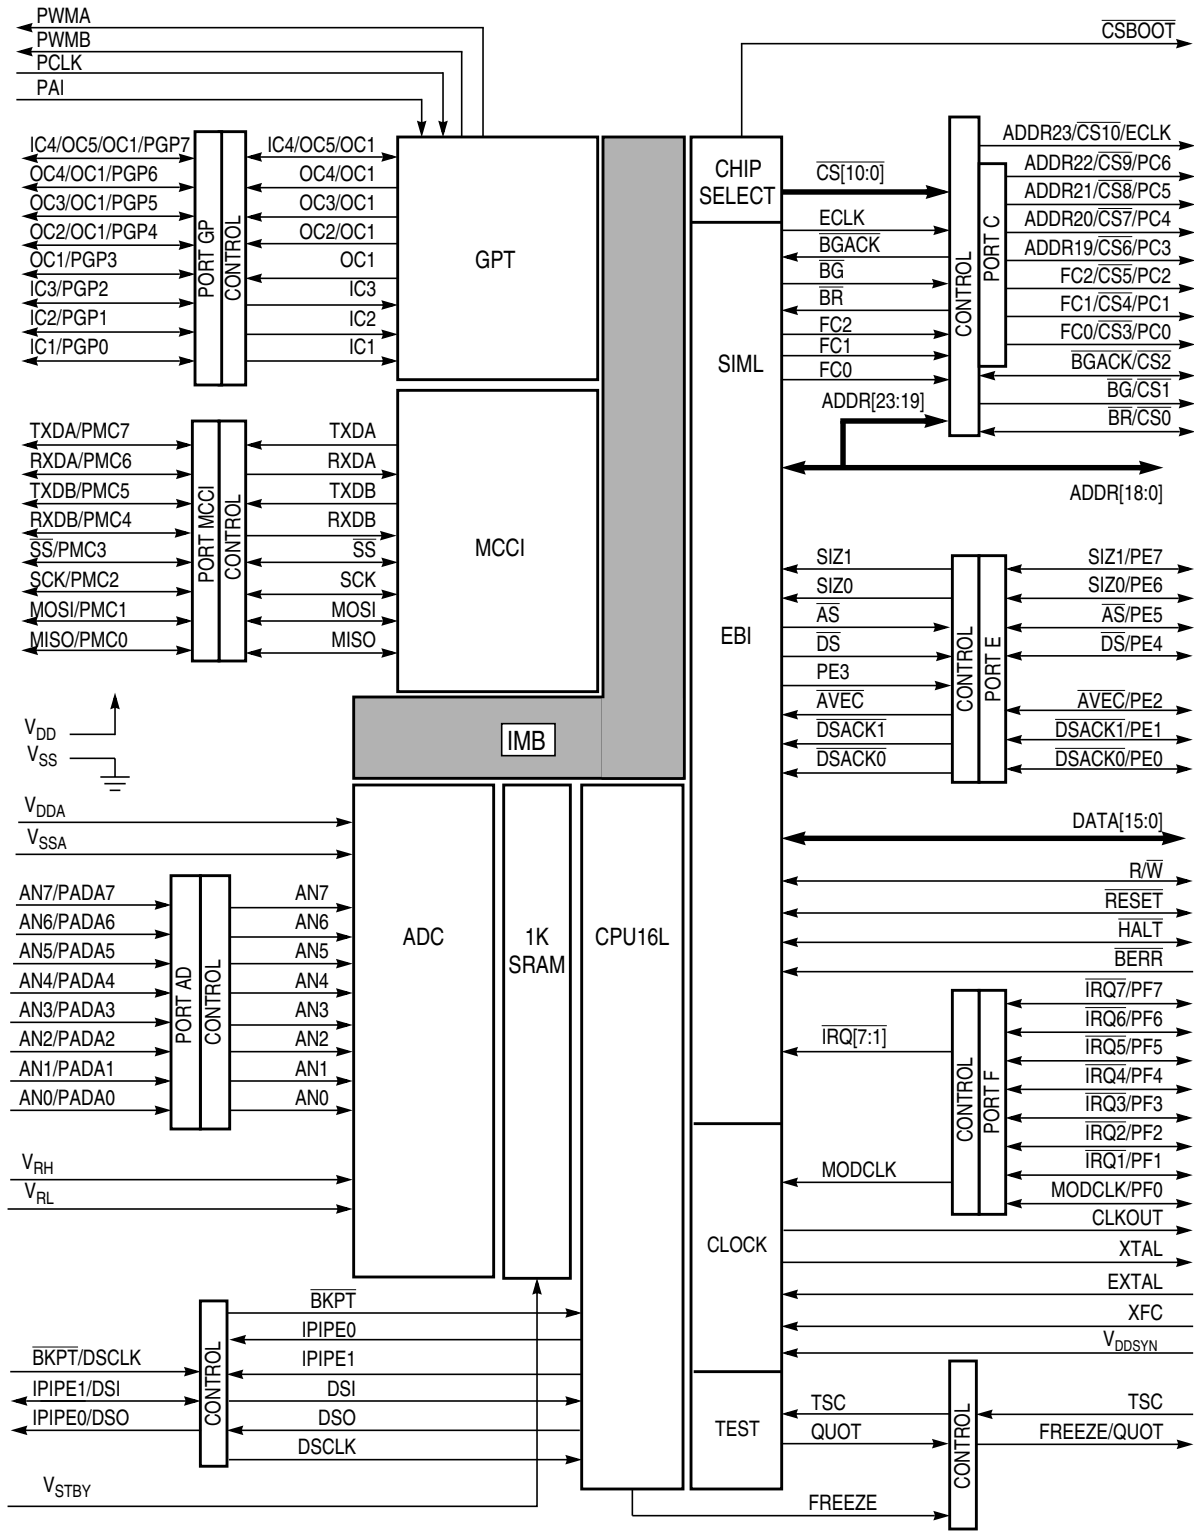 PWMA
PWMB
PCLK
PAI
CSBOOT
IC4/OC5/OC1/PGP7
OC4/OC1/PGP6
OC3/OC1/PGP5
OC2/OC1/PGP4
OC1/PGP3
IC3/PGP2
IC2/PGP1
IC1/PGP0
PORT GP
CONTROL
IC4/OC5/OC1
OC4/OC1
OC3/OC1
OC2/OC1
OC1
IC3
IC2
IC1
GPT
TXDA/PMC7
RXDA/PMC6
TXDB/PMC5
RXDB/PMC4
SS/PMC3
SCK/PMC2
MOSI/PMC1
MISO/PMC0
PORT MCCI
CONTROL
TXDA
RXDA
TXDB
RXDB
SS
SCK
MOSI
MISO
MCCI
VDD
VSS
IMB
VDDA
VSSA
AN7/PADA7
AN6/PADA6
AN5/PADA5
AN4/PADA4
AN3/PADA3
AN2/PADA2
AN1/PADA1
AN0/PADA0
PORT AD
CONTROL
AN7
AN6
AN5
AN4
AN3
AN2
AN1
AN0
VRH
VRL
ADC
1K
SRAM
CPU16L
BKPT/DSCLK
IPIPE1/DSI
IPIPE0/DSO
CONTROL
BKPT
IPIPE0
IPIPE1
DSI
DSO
DSCLK
VSTBY
CHIP
SELECT
SIML
EBI
CLOCK
TEST
CS[10:0]
ECLK
BGACK
BG
BR
FC2
FC1
FC0
ADDR[23:19]
CONTROL
PORT C
ADDR23/CS10/ECLK
ADDR22/CS9/PC6
ADDR21/CS8/PC5
ADDR20/CS7/PC4
ADDR19/CS6/PC3
FC2/CS5/PC2
FC1/CS4/PC1
FC0/CS3/PC0
BGACK/CS2
BG/CS1
BR/CS0
ADDR[18:0]
SIZ1
SIZ0
AS
DS
PE3
AVEC
DSACK1
DSACK0
CONTROL
PORT E
SIZ1/PE7
SIZ0/PE6
AS/PE5
DS/PE4
AVEC/PE2
DSACK1/PE1
DSACK0/PE0
DATA[15:0]
R/W
RESET
HALT
BERR
IRQ[7:1]
MODCLK
CONTROL
PORT F
IRQ7/PF7
IRQ6/PF6
IRQ5/PF5
IRQ4/PF4
IRQ3/PF3
IRQ2/PF2
IRQ1/PF1
MODCLK/PF0
CLKOUT
XTAL
EXTAL
XFC
VDDSYN
TSC
QUOT
FREEZE
CONTROL
TSC
FREEZE/QUOT